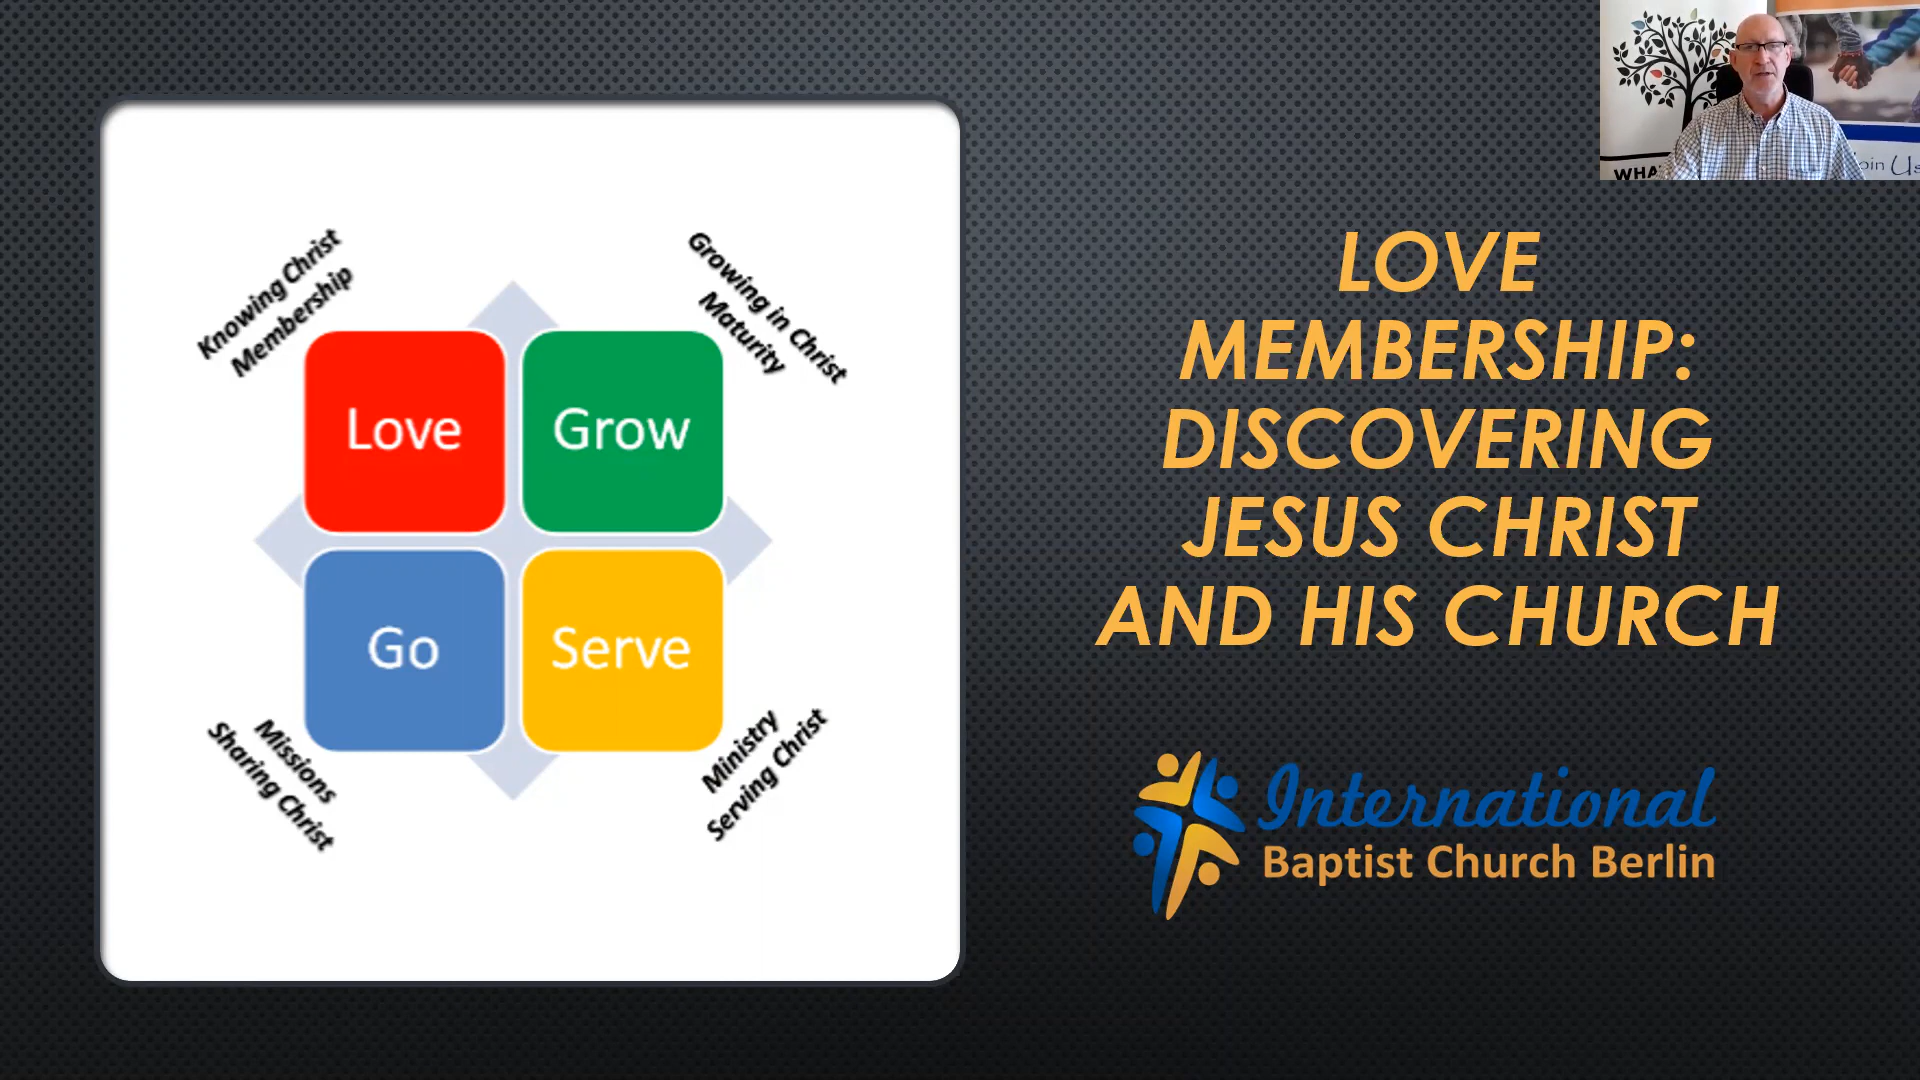 Knowing Christ
Membership
Growing in Christ
Maturity
Love
Grow
Go
Serve
Missions
Sharing Christ
Ministry
Serving Christ
LOVE
MEMBERSHIP:
DISCOVERING
JESUS CHRIST
AND HIS CHURCH
International
Baptist Church Berlin
Us